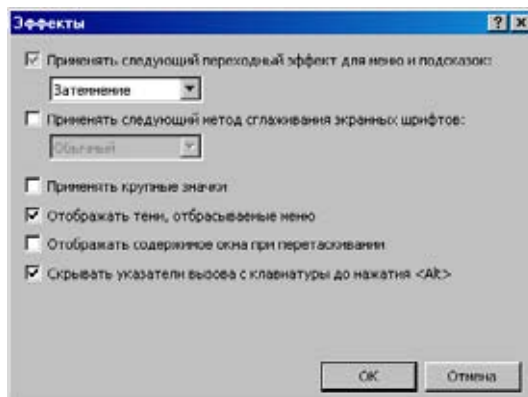 Эффекты
Применять следующий переходный эффект для меню и подсказок:
Затемнение
Применять следующий метод сглаживания экранных шрифтов:
Обычный
Применять крупные значки
Отображать тени, отбрасываемые меню
Отображать содержимое окна при перетаскивании
Скрывать указатели вызова с клавиатуры до нажатия <Alt>
ОК
Отмена